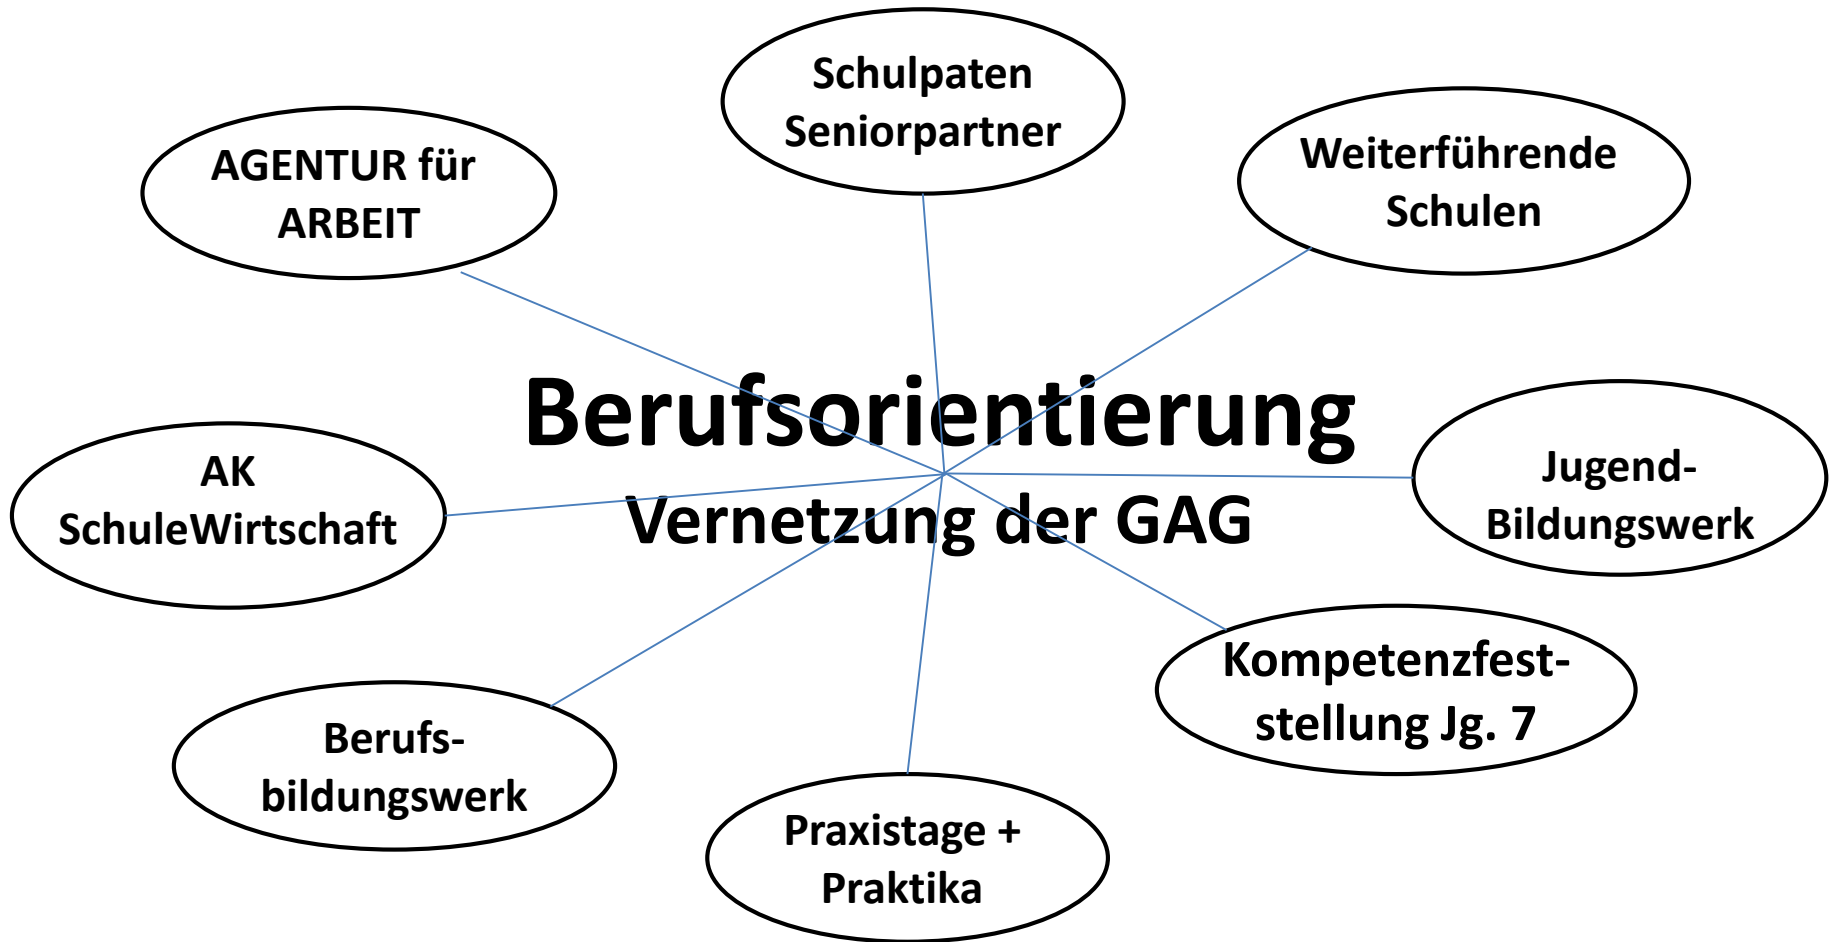 Schulpaten
Seniorpartner
AGENTUR für
ARBEIT
Weiterführende
Schulen
Berufsorientierung
Vernetzung der GAG
AK
SchuleWirtschaft
Jugend-
Bildungswerk
Kompetenzfest-
stellung Jg. 7
Berufs-
bildungswerk
Praxistage +
Praktika